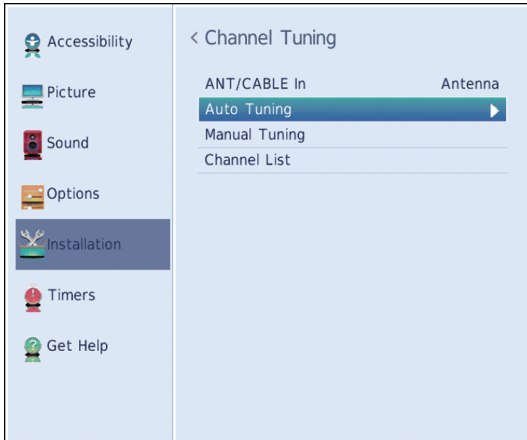 Accessibility
Picture
Sound
Options
Installation
Timers
Get Help
< Channel Tuning
ANT/CABLE In Antenna
Auto Tuning
Manual Tuning
Channel List